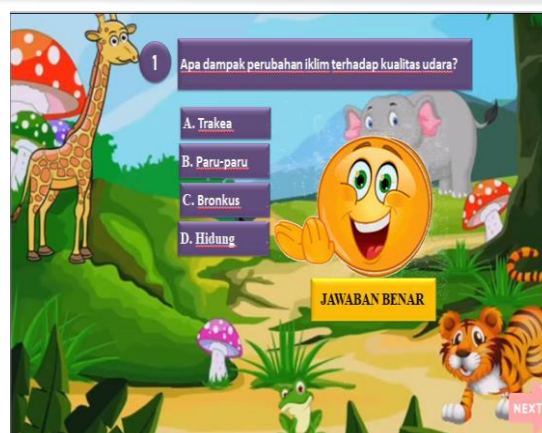 1
Apa dampak perubahan iklim terhadap kualitas udara?
A. Trakea
B. Paru-paru
C. Bronkus
D. Hidung
JAWABAN BENAR
NEXT